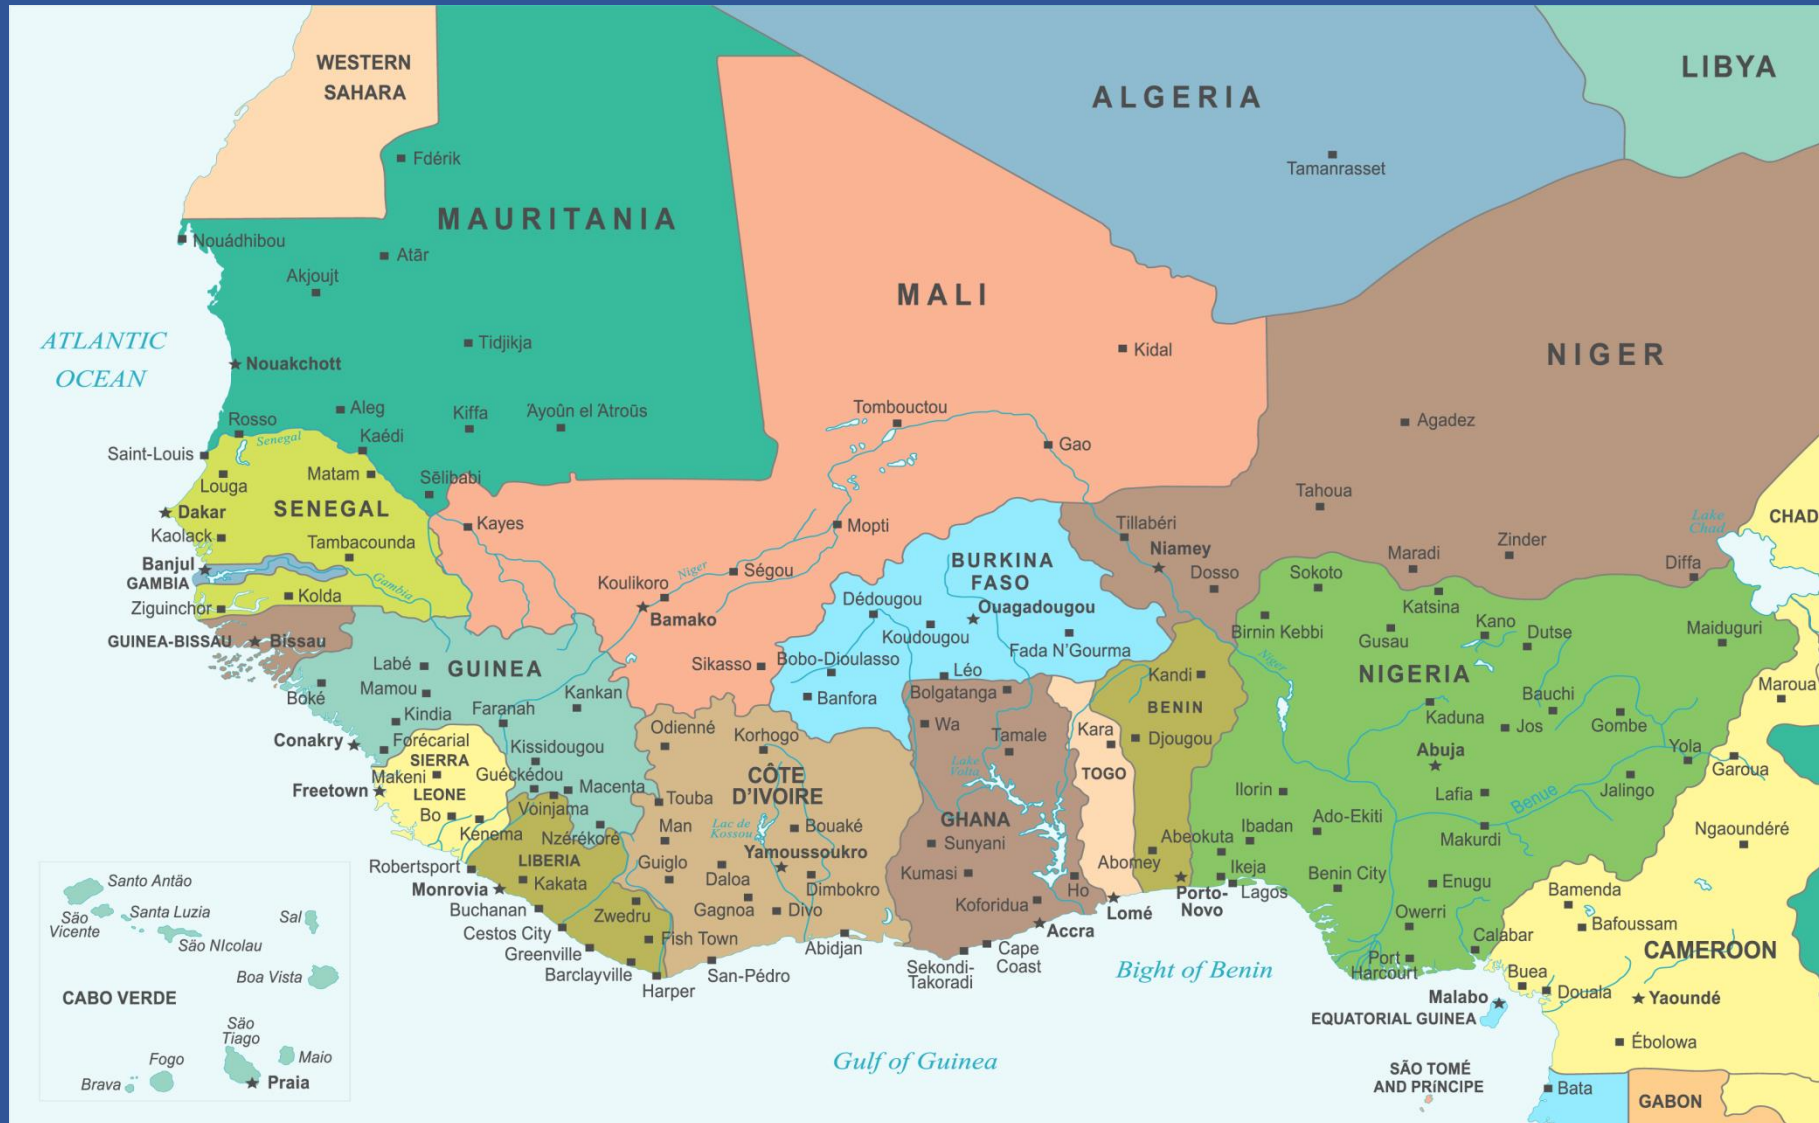 WESTERN
SAHARA
ALGERIA
LIBYA
Fdérik
Tamanrasset
MAURITANIA
Nouádhibou
Atãr
Akjoujt
MALI
ATLANTIC
OCEAN
Tidjikja
Kidal
NIGER
Nouakchott
Aleg
Kiffa
Áyoûn el Átroûs
Tombouctou
Agadez
Rosso
Senegal
Kaédi
Gao
Saint-Louis
Louga
Matam
Sēlibabi
Tahoua
SENEGAL
Dakar
Kayes
Mopti
Tillabéri
Lake
Chad
CHAD
Kaolack
Tambacounda
Niamey
Maradi
Zinder
Banjul
GAMBIA
Gambia
Niger
Ségou
Koulikoro
BURKINA
FASO
Dosso
Sokoto
Diffa
Kolda
Ziguinchor
Bamako
Dédougou
Ouagadougou
Katsina
GUINEA-BISSAU
Bissau
Koudougou
Fada N'Gourma
Birnin Kebbi
Gusau
Kano
Dutse
Maiduguri
Labé
GUINEA
Sikasso
Bobo-Dioulasso
Léo
Niger
Kandi
NIGERIA
Boké
Mamou
Kankan
Banfora
Bolgatanga
BENIN
Bauchi
Maroua
Kindia
Faranah
Wa
Kaduna
Jos
Gombe
Conakry
Forécarial
Odienné
Korhogo
Tamale
Kara
Djougou
Abuja
Yola
SIERRA
LEONE
Kissidougou
Lake
Volta
TOGO
Garoua
Makeni
Guéckédou
Macenta
CÔTE
D'IVOIRE
Freetown
Voinjama
Touba
Ilorin
Lafia
Benue
Jalingo
Bo
Kenema
Nzérékoré
Man
Lac de
Kossou
Bouaké
GHANA
Sunyani
Abeokuta
Ibadan
Ado-Ekiti
Makurdi
Ngaoundéré
Robertsport
LIBERIA
Guiglo
Daloa
Yamoussoukro
Dimbokro
Kumasi
Abomey
Ikeja
Monrovia
Kakata
Ho
Porto-
Novo
Lagos
Benin City
Enugu
Bamenda
Buchanan
Zwedru
Gagnoa
Divo
Koforidua
Lomé
Owerri
Bafoussam
Cestos City
Fish Town
Abidjan
Accra
Calabar
CAMEROON
Greenville
Barclayville
Harper
San-Pédro
Sekondi-
Takoradi
Cape
Coast
Bight of Benin
Port
Harcourt
Buea
Douala
Yaoundé
Malabo
EQUATORIAL GUINEA
Ébolowa
Gulf of Guinea
SÃO TOMÉ
AND PRíNCIPE
Bata
GABON
Santo Antão
São
Vicente
Santa Luzia
São NIcolau
Sal
Boa Vista
CABO VERDE
São
Tiago
Fogo
Maio
Brava
Praia